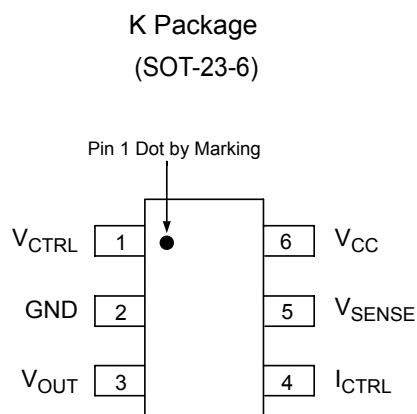 K Package
(SOT-23-6)
Pin 1 Dot by Marking
VCTRL 1 6 VCC
GND 2 5 VSENSE
VOUT 3 4 ICTRL